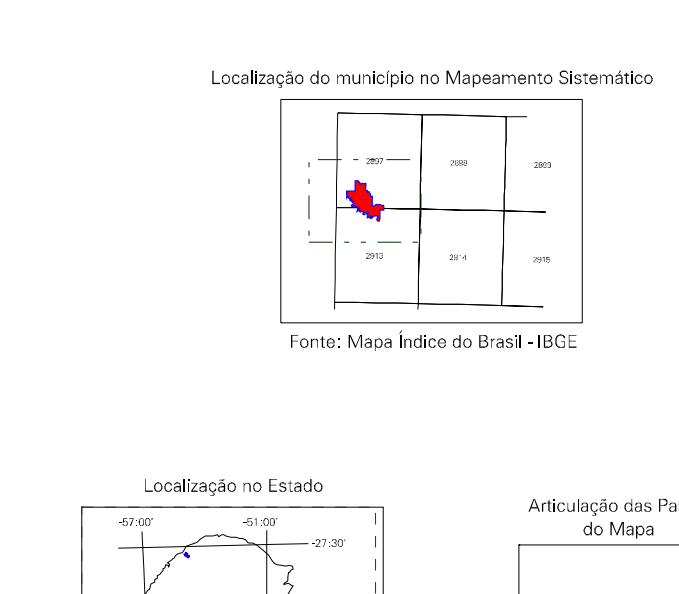 Localização do município no Mapeamento Sistemático
2897
2898
2899
2913
2914
2915
Fonte: Mapa Índice do Brasil - IBGE
Localização no Estado
-57:00'
-51:00'
-27:30'
Articulação das Pa
do Mapa